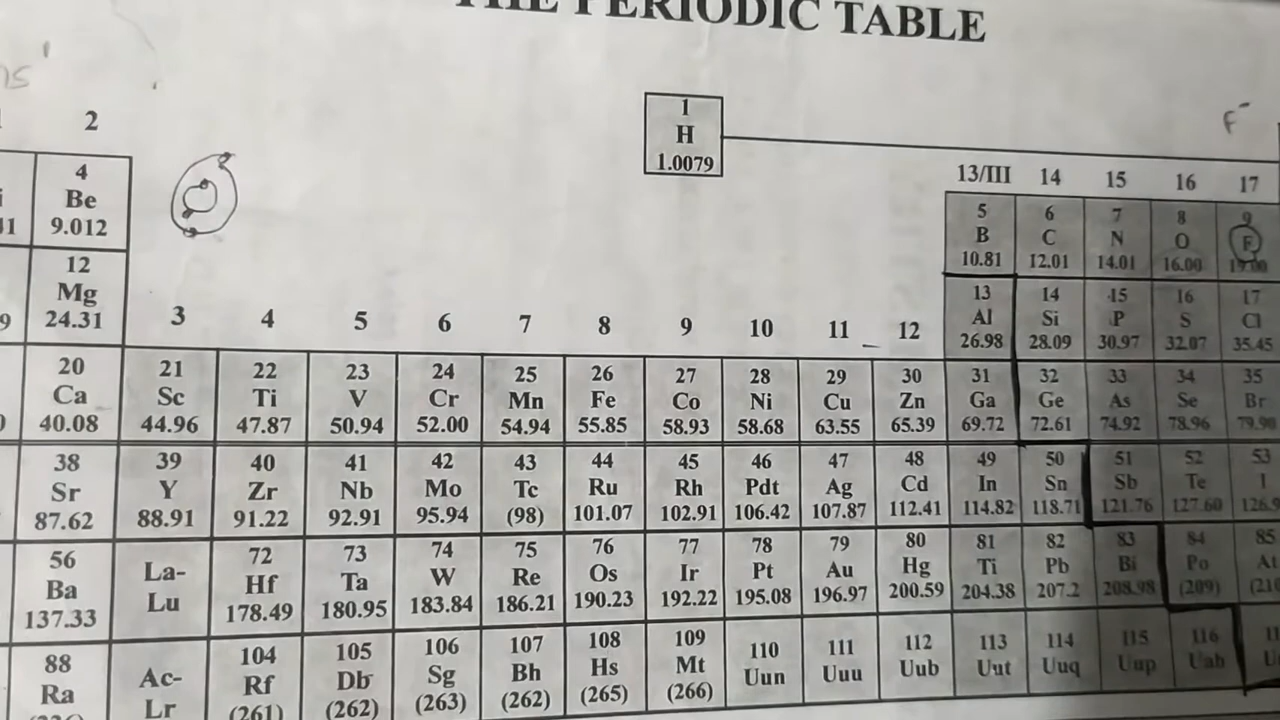 THE PERIODIC TABLE
ns'
F⁻
1
H
1.0079
2
13/III 14 15 16 17
4 5 6 7 8 9
Be B C N O F
9.012 10.81 12.01 14.01 16.00 19.00
12 13 14 15 16 17
Mg Al Si P S Cl
24.31 26.98 28.09 30.97 32.07 35.45
3 4 5 6 7 8 9 10 11 12
20 21 22 23 24 25 26 27 28 29 30 31 32 33 34 35
Ca Sc Ti V Cr Mn Fe Co Ni Cu Zn Ga Ge As Se Br
40.08 44.96 47.87 50.94 52.00 54.94 55.85 58.93 58.68 63.55 65.39 69.72 72.61 74.92 78.96 79.90
38 39 40 41 42 43 44 45 46 47 48 49 50 51 52 53
Sr Y Zr Nb Mo Tc Ru Rh Pdt Ag Cd In Sn Sb Te I
87.62 88.91 91.22 92.91 95.94 (98) 101.07 102.91 106.42 107.87 112.41 114.82 118.71 121.76 127.60 126.9
56 La- 72 73 74 75 76 77 78 79 80 81 82 83 84 85
Ba Lu Hf Ta W Re Os Ir Pt Au Hg Ti Pb Bi Po At
137.33 178.49 180.95 183.84 186.21 190.23 192.22 195.08 196.97 200.59 204.38 207.2 208.98 (209) (210
88 Ac- 104 105 106 107 108 109 110 111 112 113 114 115 116
Ra Lr Rf Db Sg Bh Hs Mt Uun Uuu Uub Uut Uuq Uup Uah
(261) (262) (263) (262) (265) (266)